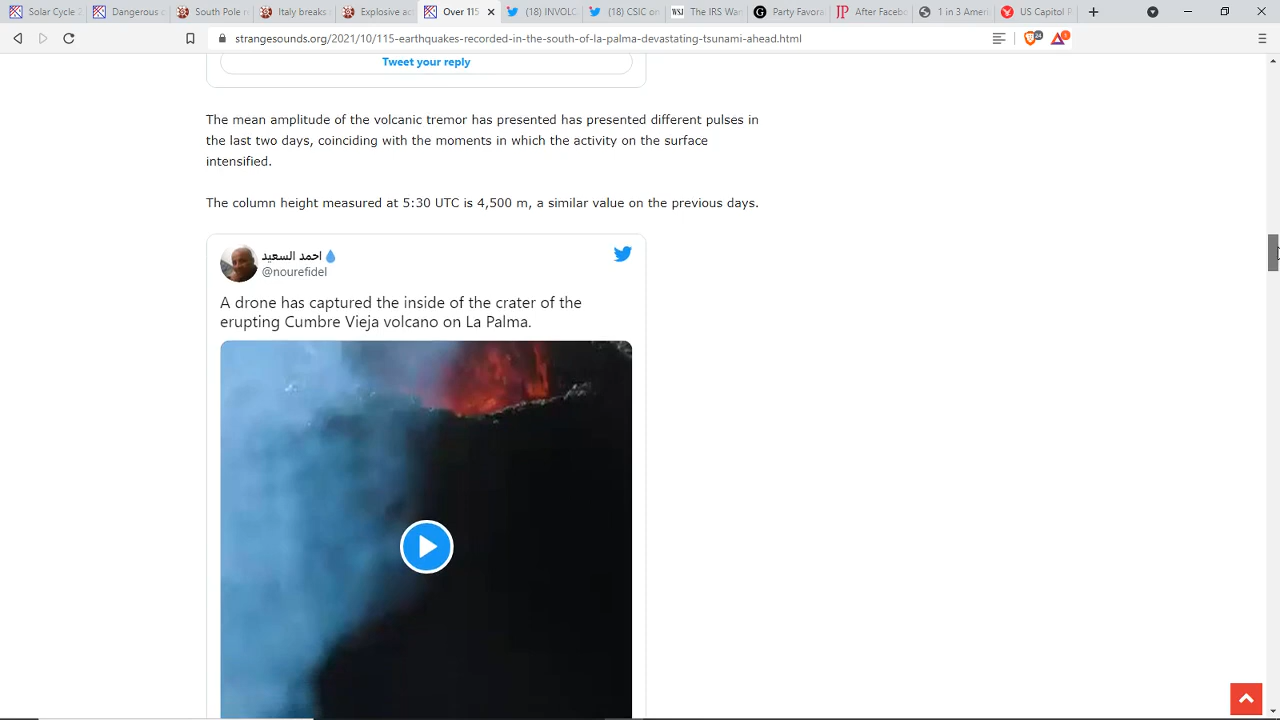 Solar Cycle 2
Dangerous c
South Pole r
Italy breaks
Explosive ac
Over 115
(18) INVOLC
(18) CSIC on
WSJ The IRS Wa
G Party Favora
JP After Facebo
1 in 3 Ameri
US Capitol P
strangesounds.org/2021/10/115-earthquakes-recorded-in-the-south-of-la-palma-devastating-tsunami-ahead.html
24
Tweet your reply
The mean amplitude of the volcanic tremor has presented has presented different pulses in
the last two days, coinciding with the moments in which the activity on the surface
intensified.
The column height measured at 5:30 UTC is 4,500 m, a similar value on the previous days.
احمد السعيد
@nourefidel
A drone has captured the inside of the crater of the
erupting Cumbre Vieja volcano on La Palma.